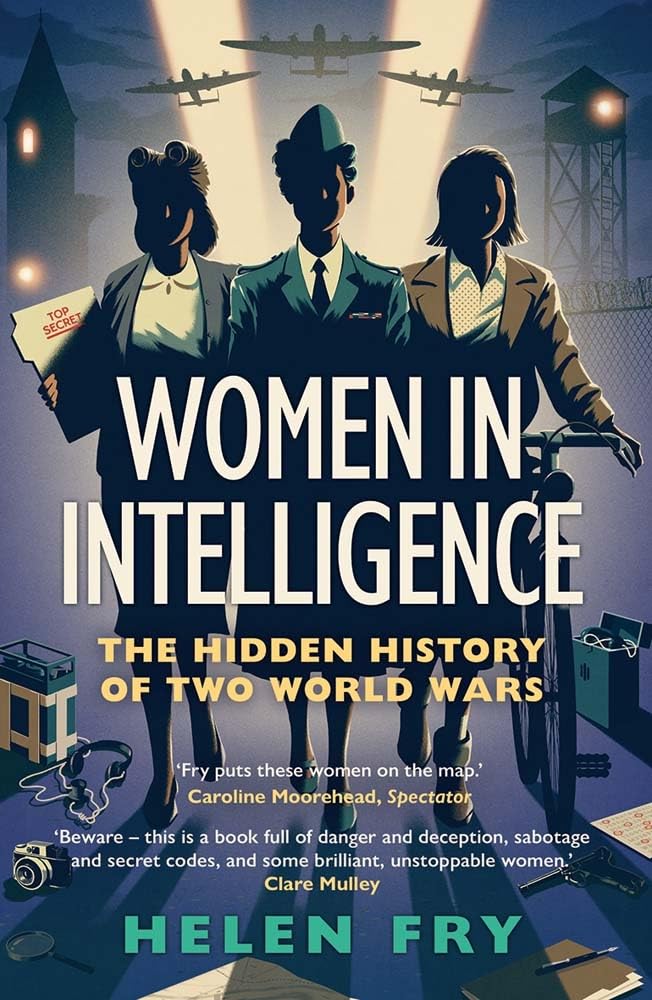 TOP
SECRET
WOMEN IN
INTELLIGENCE
THE HIDDEN HISTORY
OF TWO WORLD WARS
‘Fry puts these women on the map.’
Caroline Moorehead, Spectator
‘Beware – this is a book full of danger and deception, sabotage
and secret codes, and some brilliant, unstoppable women.’
Clare Mulley
HELEN FRY